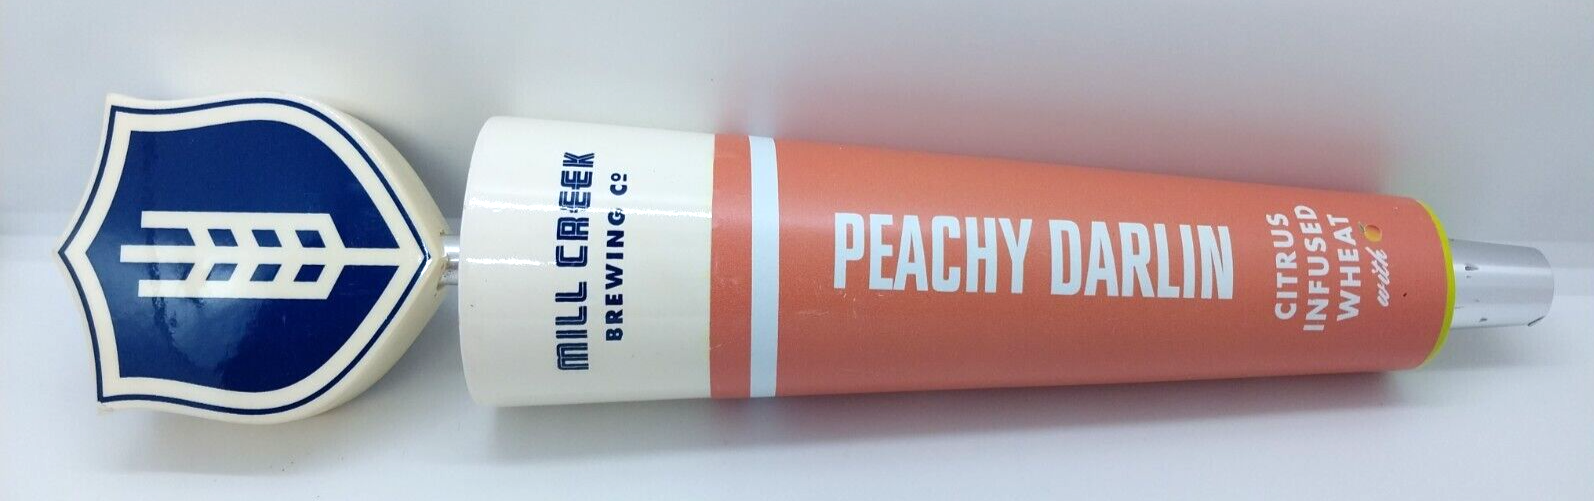 MILL CREEK
BREWING Cº
PEACHY DARLIN
CITRUS
INFUSED
WHEAT
with